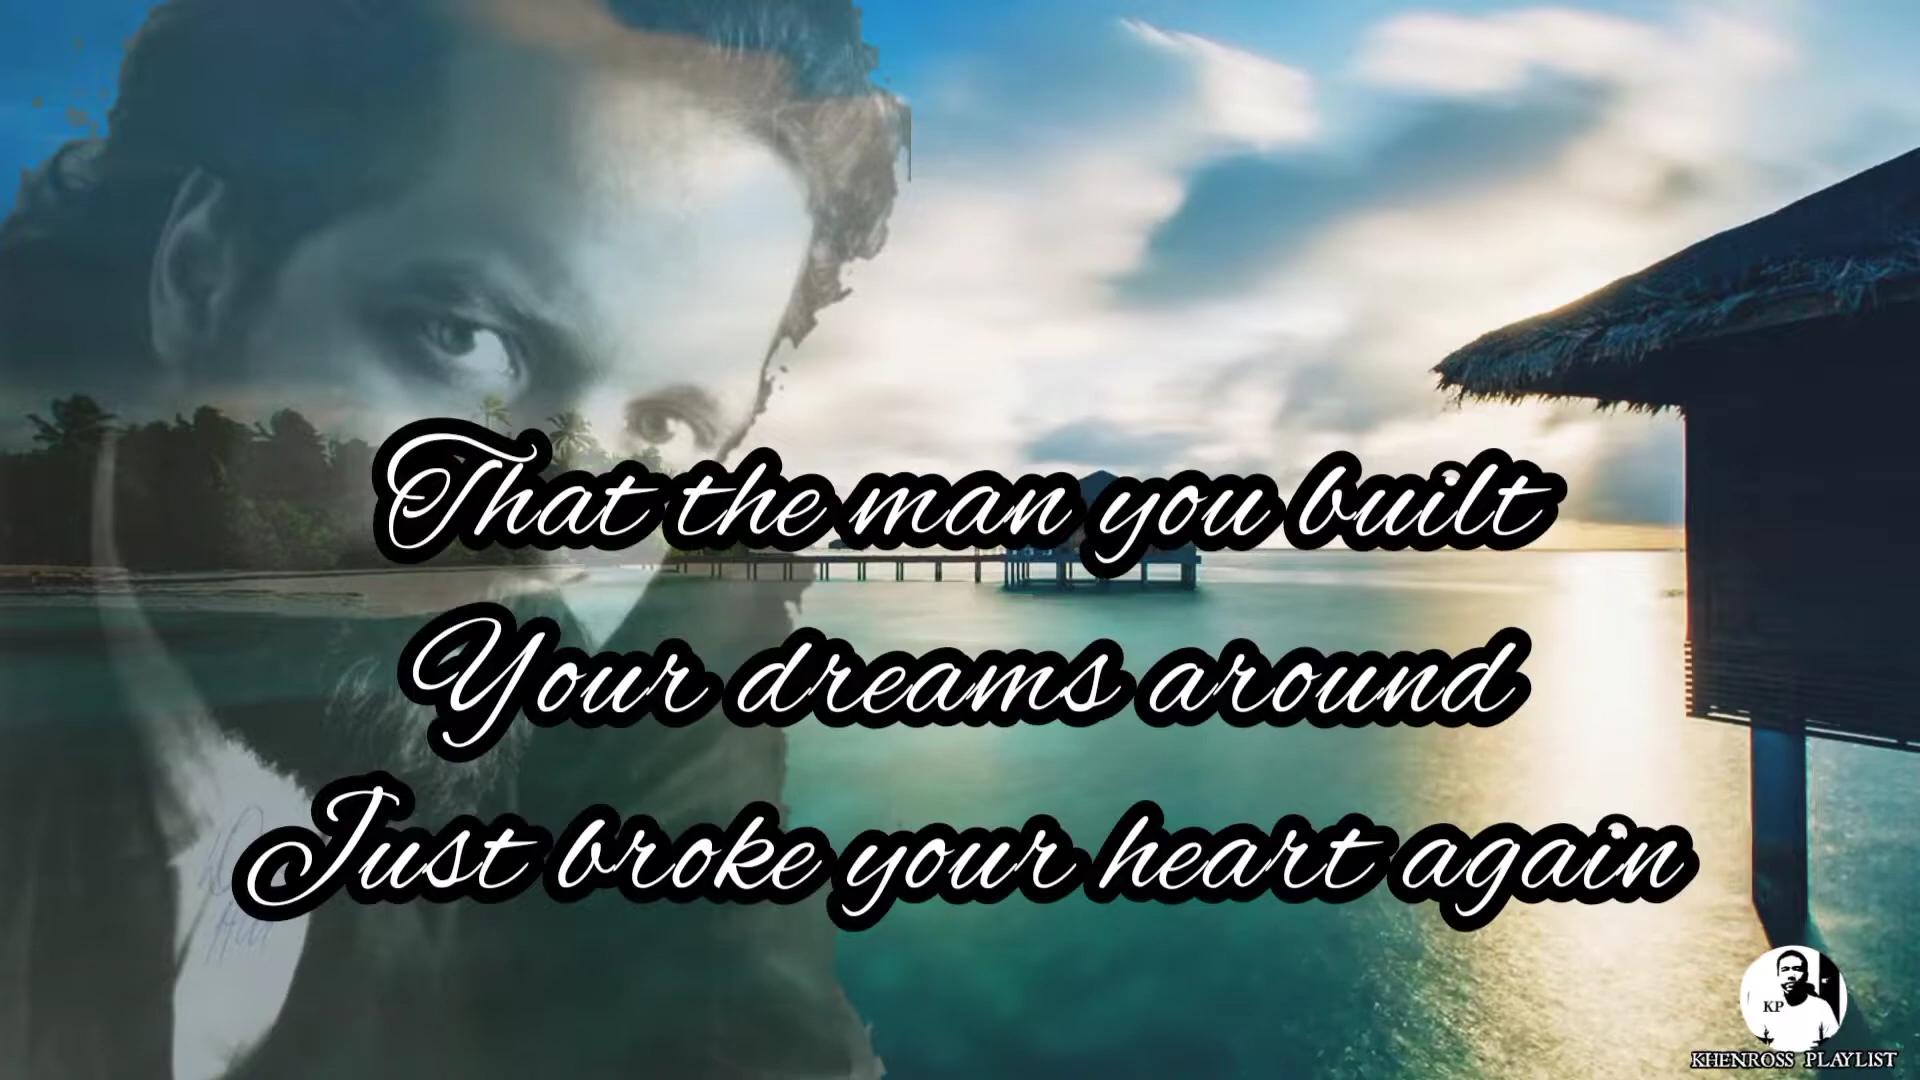 That the man you built
Your dreams around
Just broke your heart again
KP
KHENROSS PLAYLIST